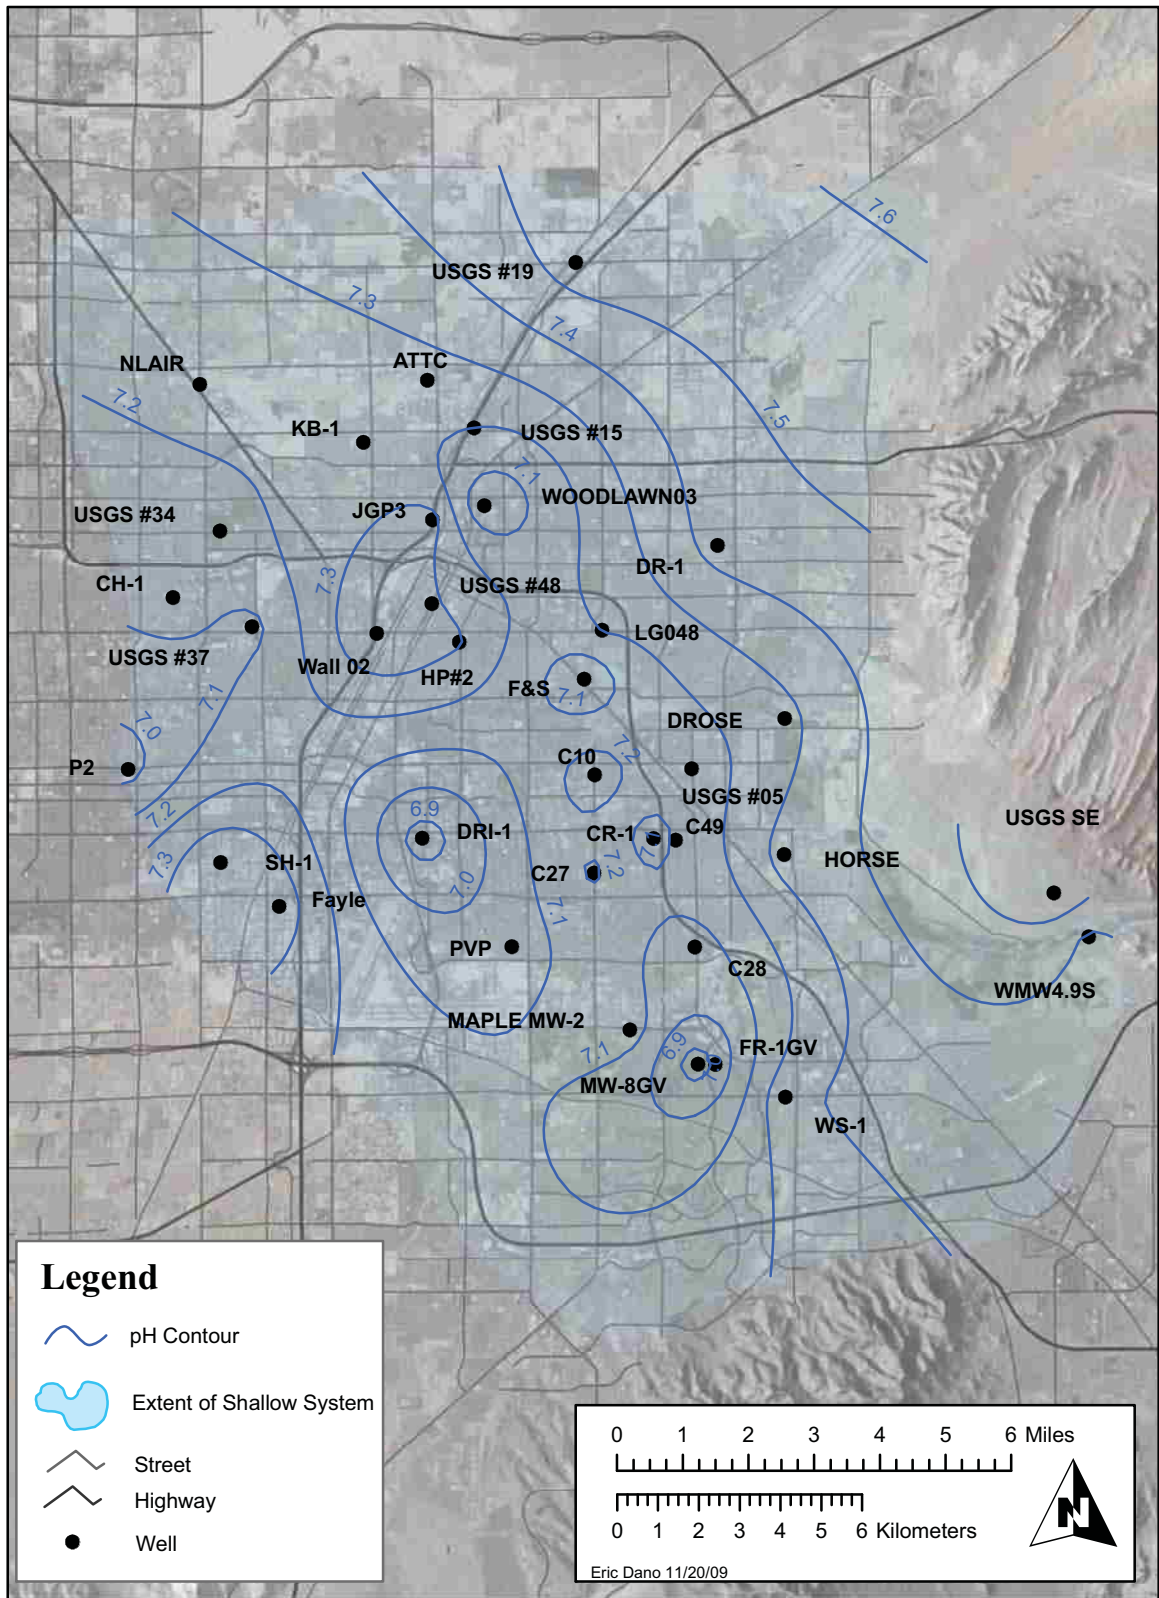 7.6
USGS #19
7.3
7.4
NLAIR
ATTC
7.2
7.5
KB-1
USGS #15
7.1
WOODLAWN03
USGS #34
JGP3
DR-1
CH-1
7.3
USGS #48
LG048
USGS #37
Wall 02
HP#2
F&S
7.1
7.1
7.0
DROSE
P2
C10
7.2
USGS #05
7.2
6.9
USGS SE
DRI-1
CR-1
C49
7.3
SH-1
C27
7.2
HORSE
7.0
Fayle
7.1
PVP
C28
WMW4.9S
MAPLE MW-2
7.1
6.9
FR-1GV
MW-8GV
WS-1
Legend
pH Contour
Extent of Shallow System
Street
Highway
Well
0 1 2 3 4 5 6 Miles
0 1 2 3 4 5 6 Kilometers
N
Eric Dano 11/20/09